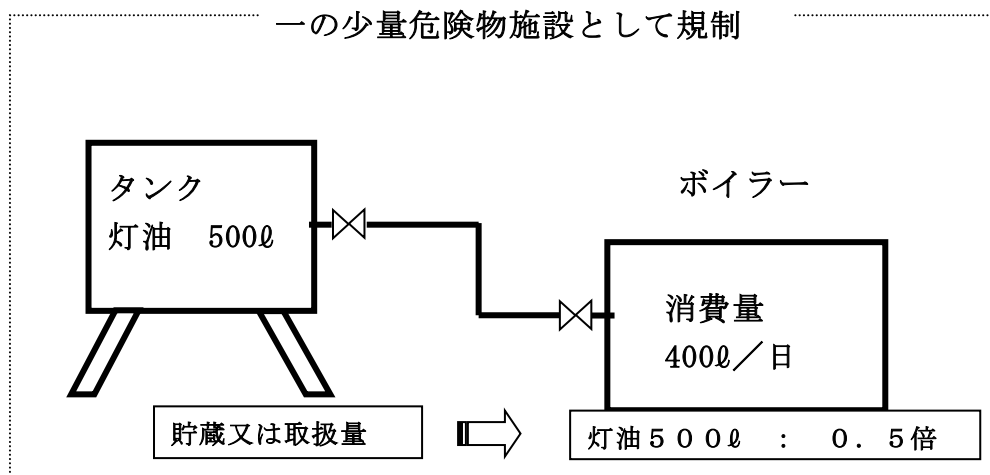 一の少量危険物施設として規制
タンク
灯油　500ℓ
ボイラー
消費量
400ℓ／日
貯蔵又は取扱量
灯油５００ℓ　：　０．５倍